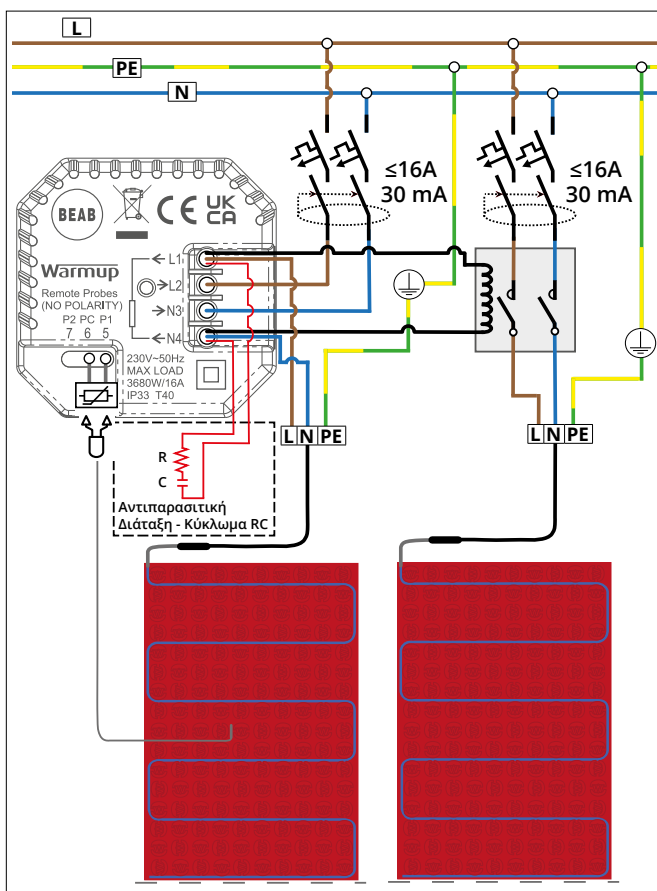 L
PE
N
≤16A
30 mA
≤16A
30 mA
BEAB
CE UK
CA
Warmup
Remote Probes
(NO POLARITY)
P2 PC P1
7 6 5
L1
L2
N3
N4
230V~50Hz
MAX LOAD
3680W/16A
IP33 T40
L N PE
L N PE
R
C
Αντιπαρασιτική
Διάταξη - Κύκλωμα RC